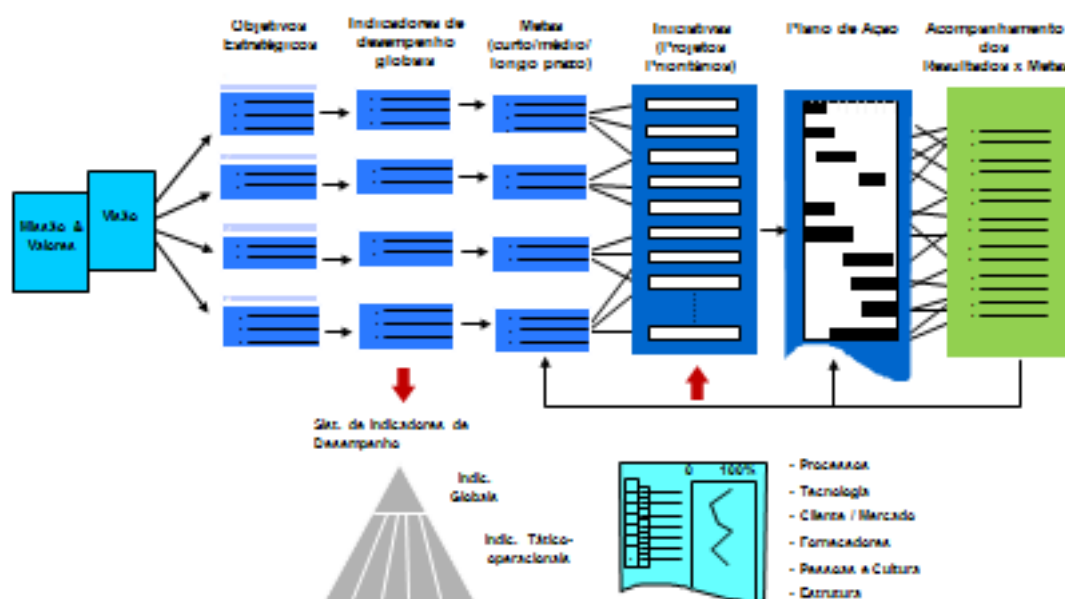 Objetivos
Estratégicos
Indicadores de
desempenho
globais
Metas
(curto/médio/
longo prazo)
Iniciativas
(Projetos
Prioritários)
Plano de Ação
Acompanhamento
dos
Resultados x Metas
Missão &
Valores
Visão
Sist. de Indicadores de
Desempenho
Indic.
Globais
Indic. Tático-
operacionais
0 100%
- Processos
- Tecnologia
- Cliente / Mercado
- Fornecedores
- Pessoas e Cultura
- Estrutura